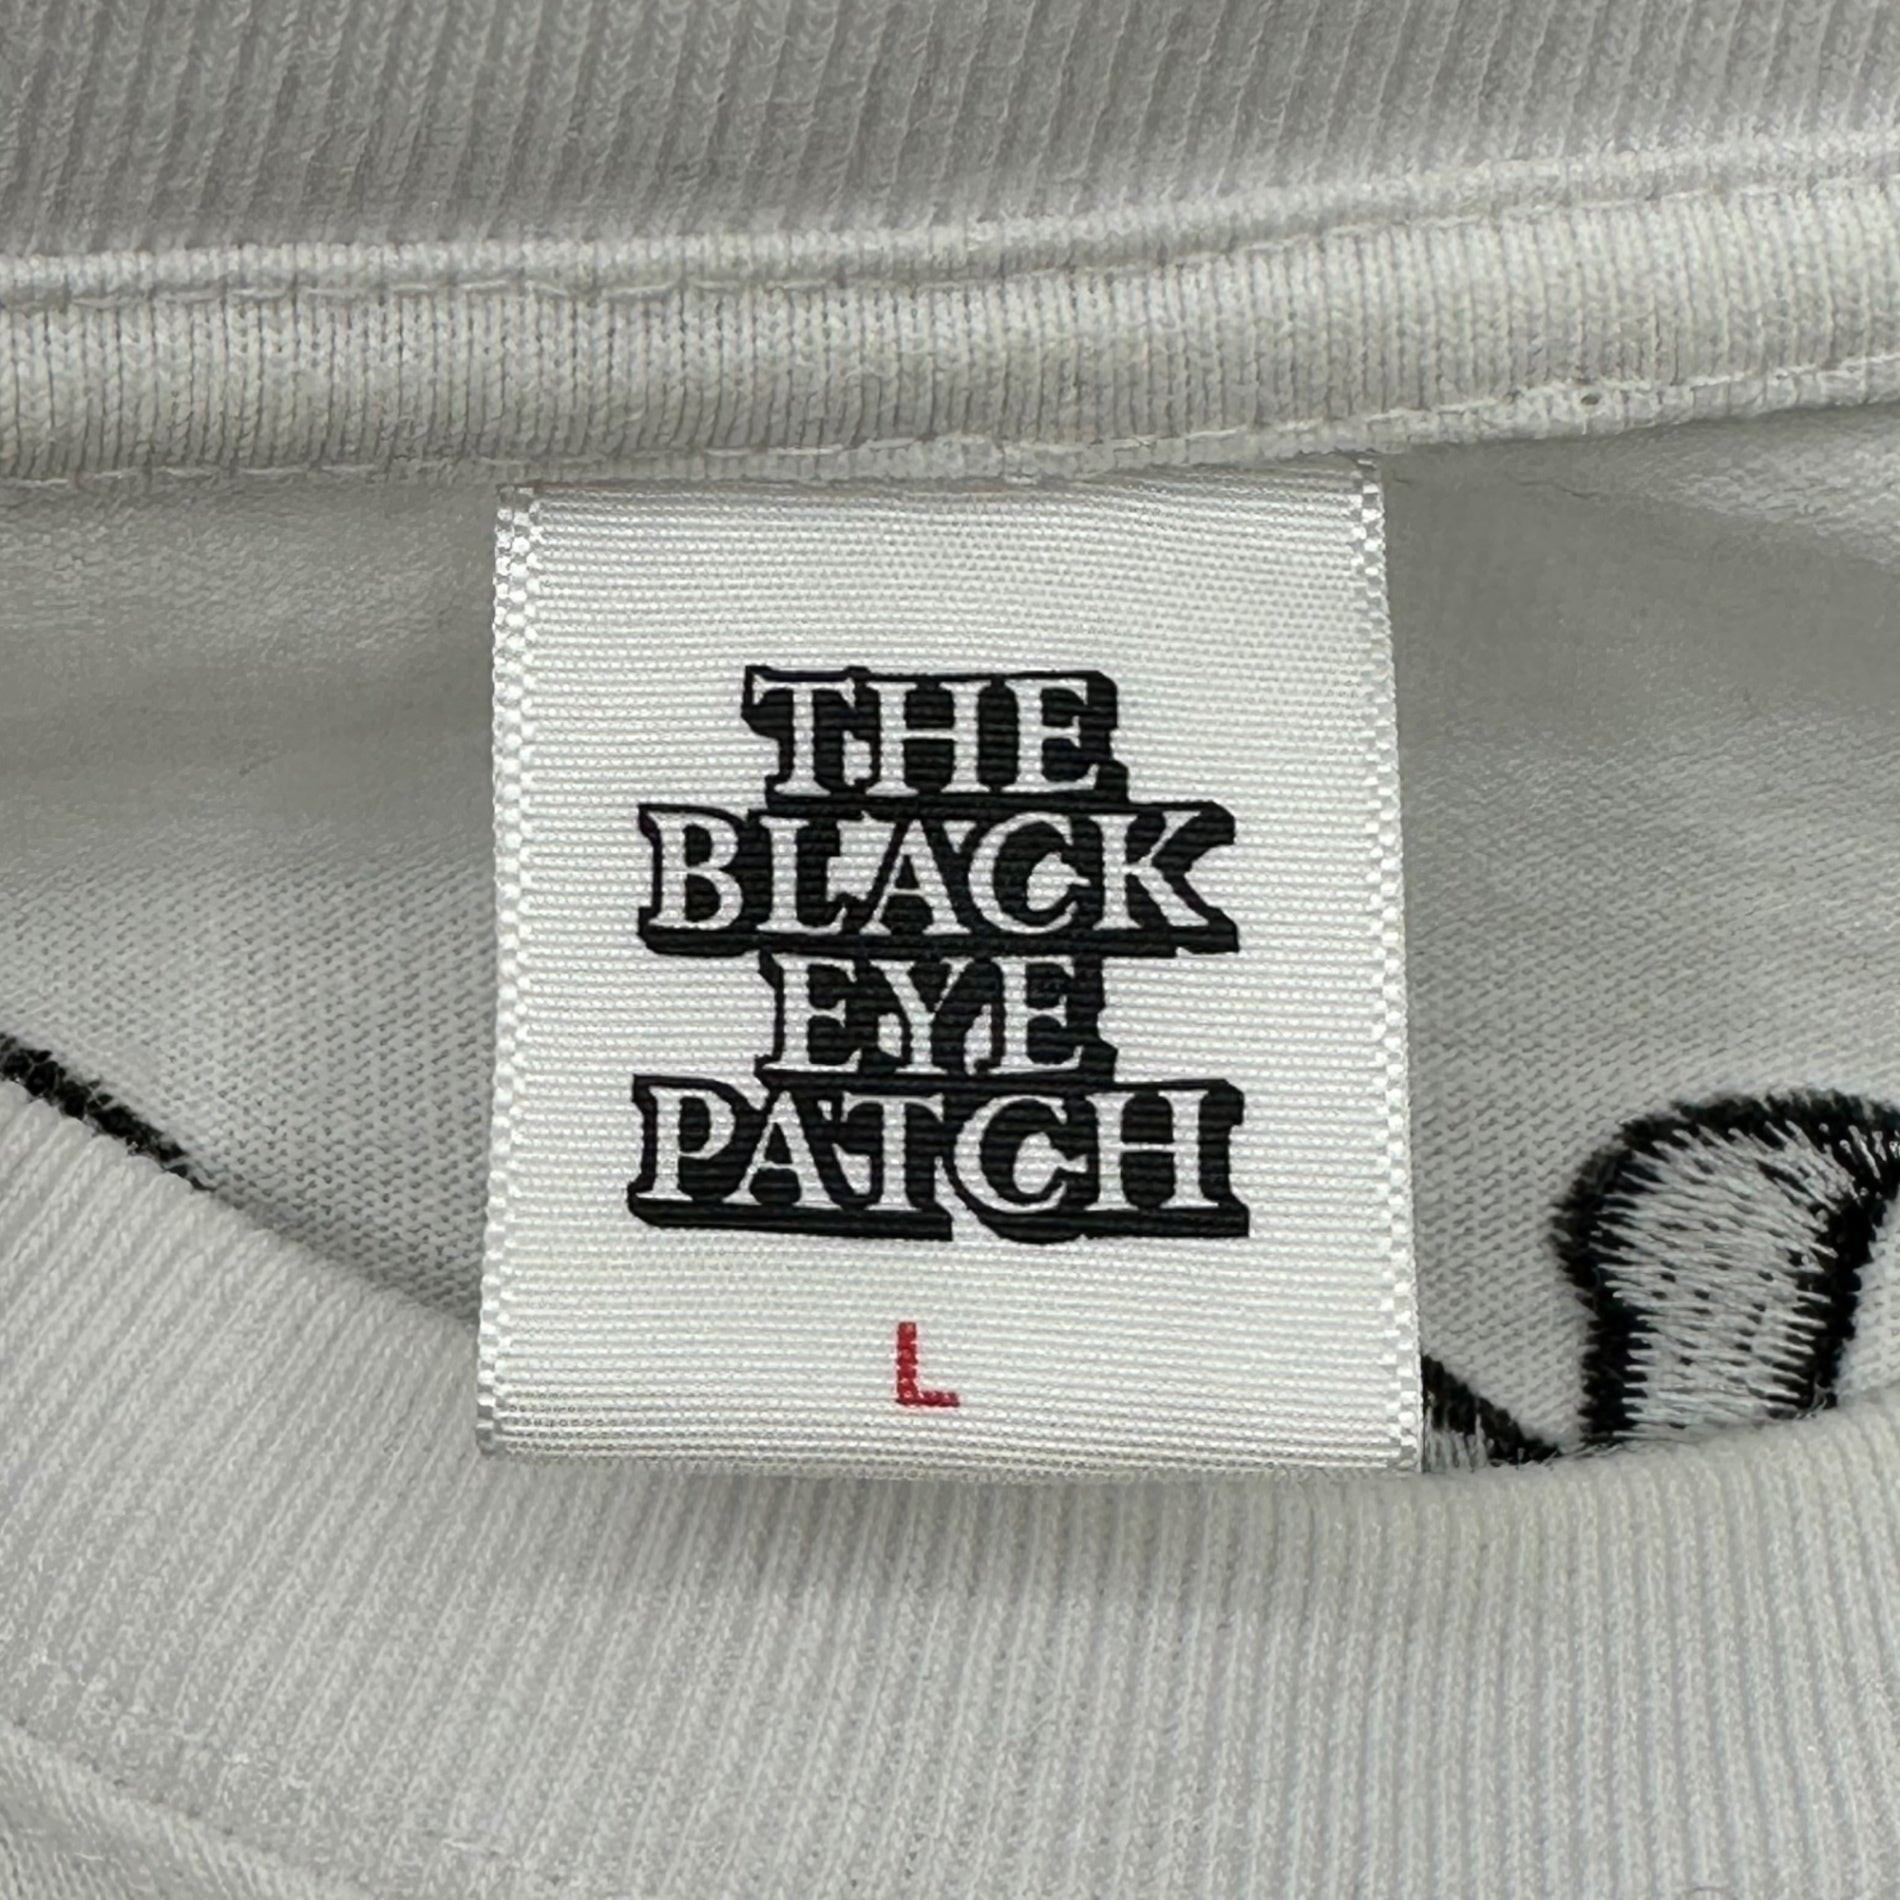 THE
BLACK
EYE
PATCH
L